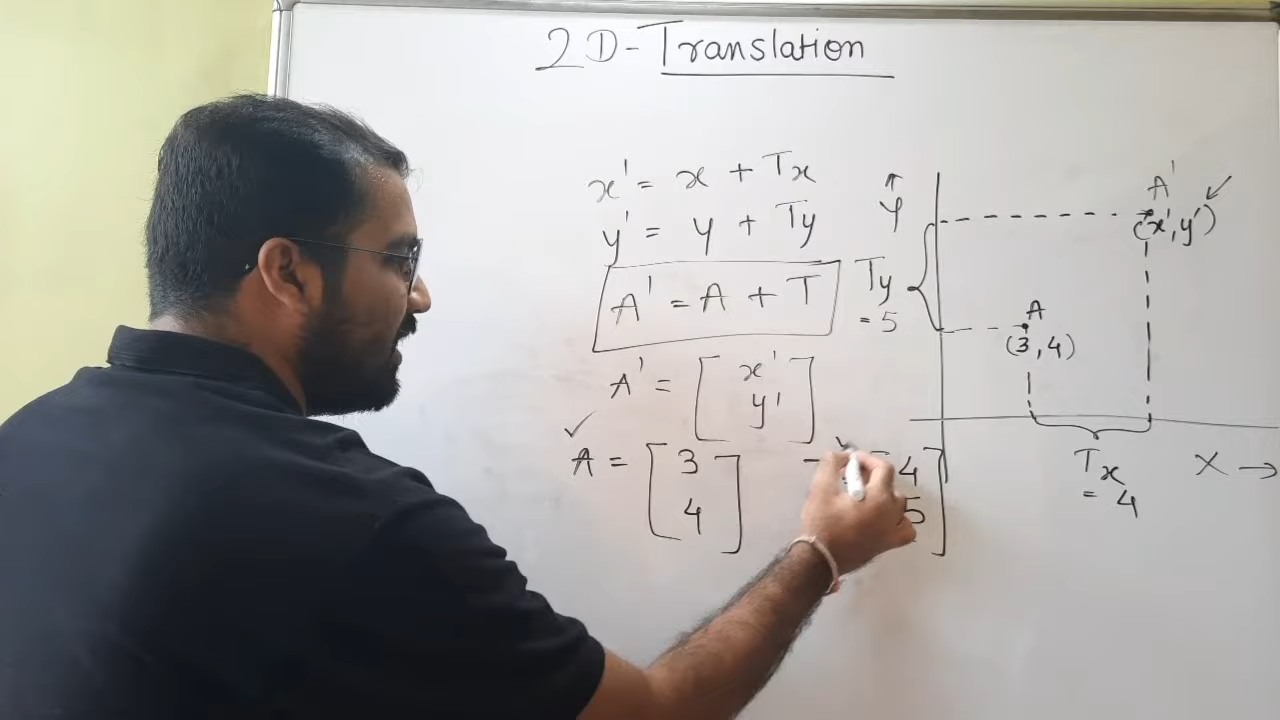 2D-Translation
x' = x + Tx
y' = y + Ty
A' = A + T
A' = [ x'
y' ]
A = [ 3
4 ]
4
5
Y
Ty
= 5
A'
(x', y')
A
(3, 4)
Tx
= 4
X →